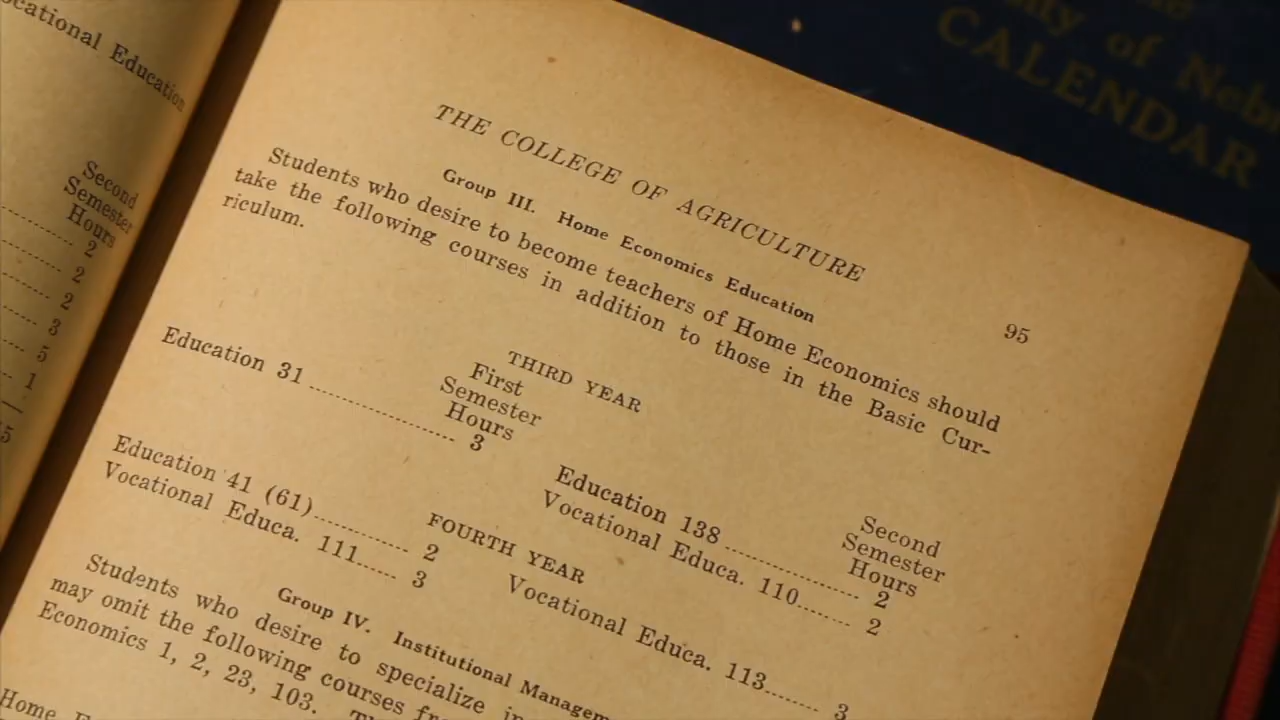 ocational Education
Second
Semester
Hours
2
2
2
3
5
1
5
of
CALENDAR
THE COLLEGE OF AGRICULTURE
95
Group III. Home Economics Education
Students who desire to become teachers of Home Economics should
take the following courses in addition to those in the Basic Cur-
riculum.
THIRD YEAR
First
Semester
Hours
Education 31 3
Second
Semester
Hours
Education 138 2
Vocational Educa. 110 2
FOURTH YEAR
Education 41 (61) 2
Vocational Educa. 111 3
Vocational Educa. 113 3
Group IV. Institutional Managem
Students who desire to specialize in
may omit the following courses fr
Economics 1, 2, 23, 103.
Home